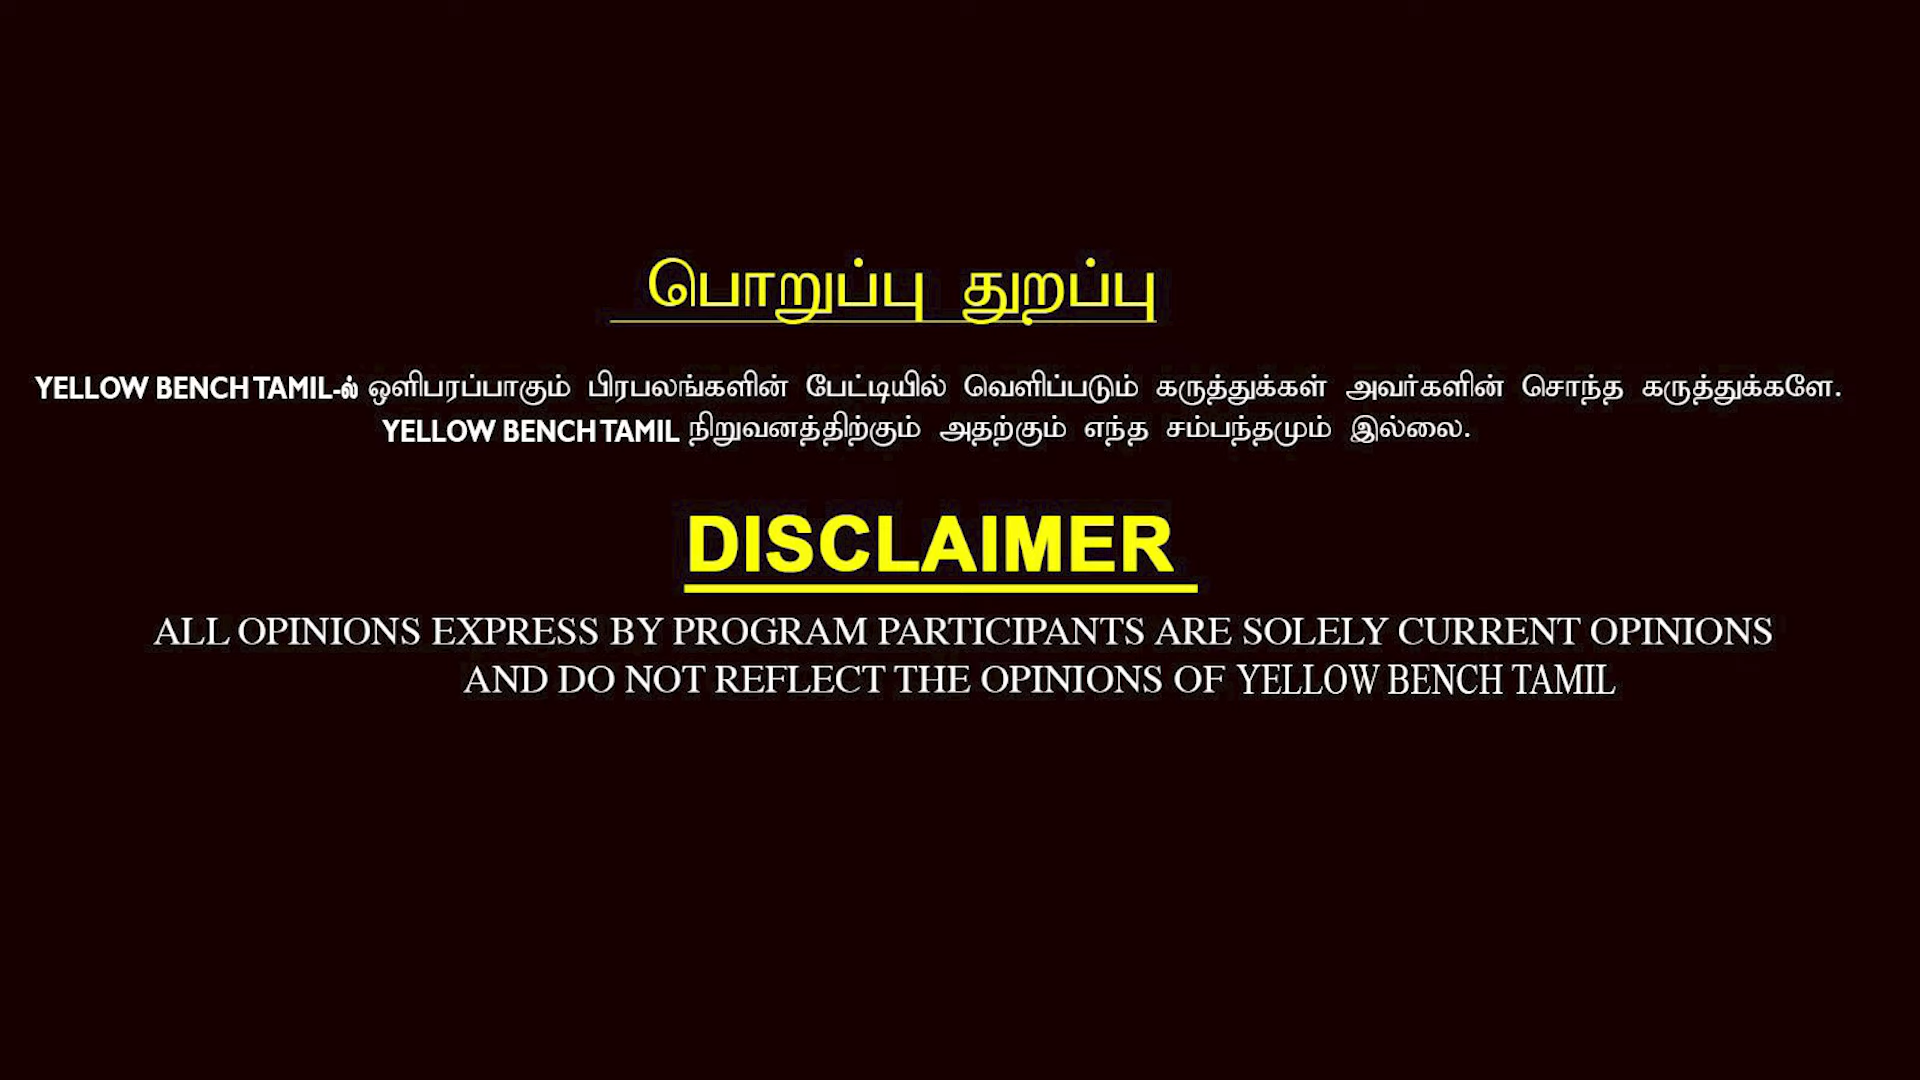 பொறுப்பு துறப்பு
YELLOW BENCH TAMIL-ல் ஒளிபரப்பாகும் பிரபலங்களின் பேட்டியில் வெளிப்படும் கருத்துக்கள் அவர்களின் சொந்த கருத்துக்களே.
YELLOW BENCH TAMIL நிறுவனத்திற்கும் அதற்கும் எந்த சம்பந்தமும் இல்லை.
DISCLAIMER
ALL OPINIONS EXPRESS BY PROGRAM PARTICIPANTS ARE SOLELY CURRENT OPINIONS
AND DO NOT REFLECT THE OPINIONS OF YELLOW BENCH TAMIL